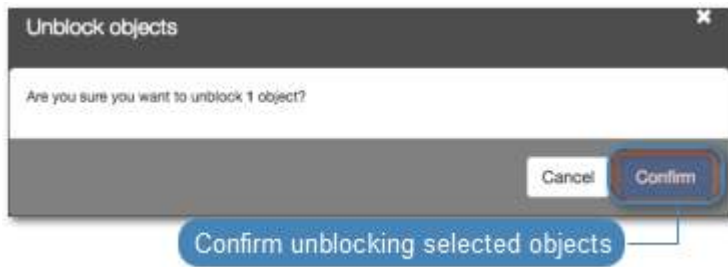 Unblock objects
Are you sure you want to unblock 1 object?
Cancel Confirm
Confirm unblocking selected objects